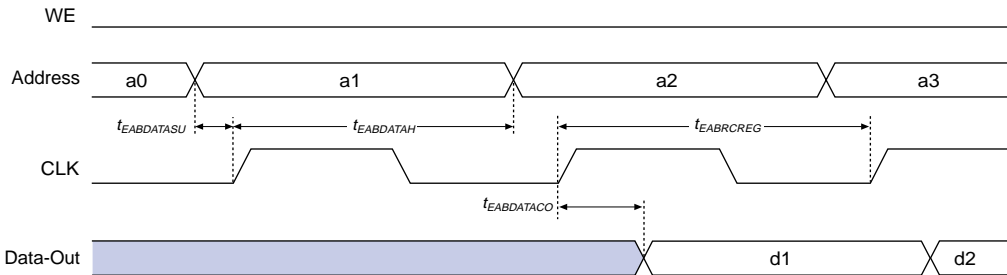 WE
Address a0 a1 a2 a3
tEABDATASU tEABDATAH tEABRCREG
CLK
tEABDATACO
Data-Out d1 d2